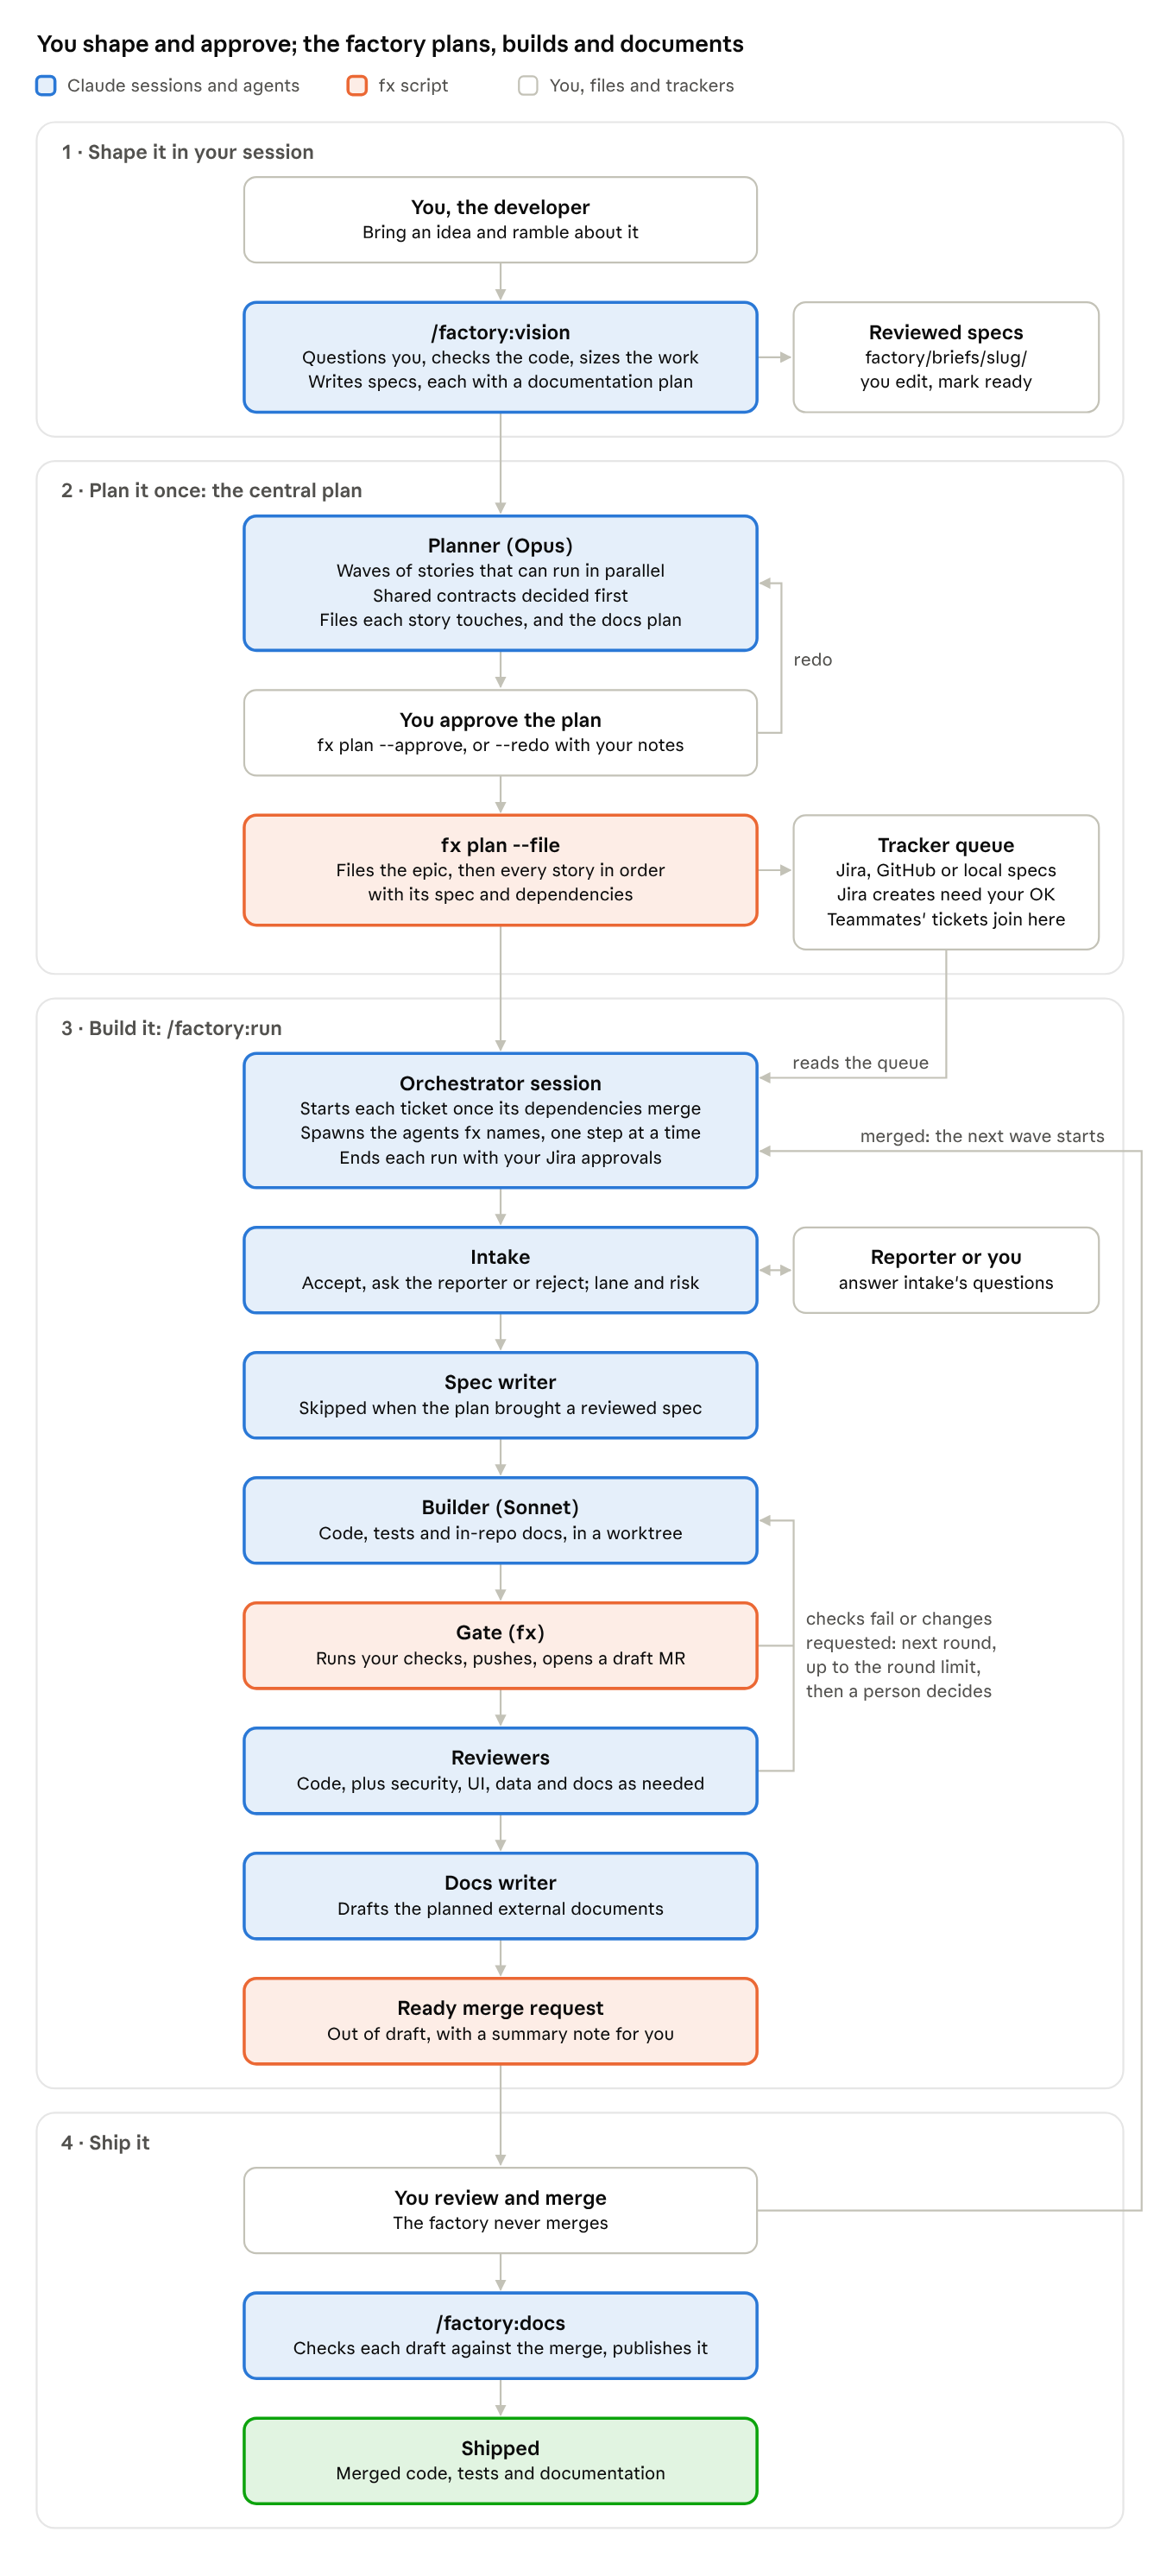 You shape and approve; the factory plans, builds and documents
Claude sessions and agents
fx script
You, files and trackers
1 · Shape it in your session
You, the developer
Bring an idea and ramble about it
/factory:vision
Questions you, checks the code, sizes the work
Writes specs, each with a documentation plan
Reviewed specs
factory/briefs/slug/
you edit, mark ready
2 · Plan it once: the central plan
Planner (Opus)
Waves of stories that can run in parallel
Shared contracts decided first
Files each story touches, and the docs plan
redo
You approve the plan
fx plan --approve, or --redo with your notes
fx plan --file
Files the epic, then every story in order
with its spec and dependencies
Tracker queue
Jira, GitHub or local specs
Jira creates need your OK
Teammates' tickets join here
3 · Build it: /factory:run
reads the queue
Orchestrator session
Starts each ticket once its dependencies merge
Spawns the agents fx names, one step at a time
Ends each run with your Jira approvals
merged: the next wave starts
Intake
Accept, ask the reporter or reject; lane and risk
Reporter or you
answer intake's questions
Spec writer
Skipped when the plan brought a reviewed spec
Builder (Sonnet)
Code, tests and in-repo docs, in a worktree
Gate (fx)
Runs your checks, pushes, opens a draft MR
checks fail or changes
requested: next round,
up to the round limit,
then a person decides
Reviewers
Code, plus security, UI, data and docs as needed
Docs writer
Drafts the planned external documents
Ready merge request
Out of draft, with a summary note for you
4 · Ship it
You review and merge
The factory never merges
/factory:docs
Checks each draft against the merge, publishes it
Shipped
Merged code, tests and documentation